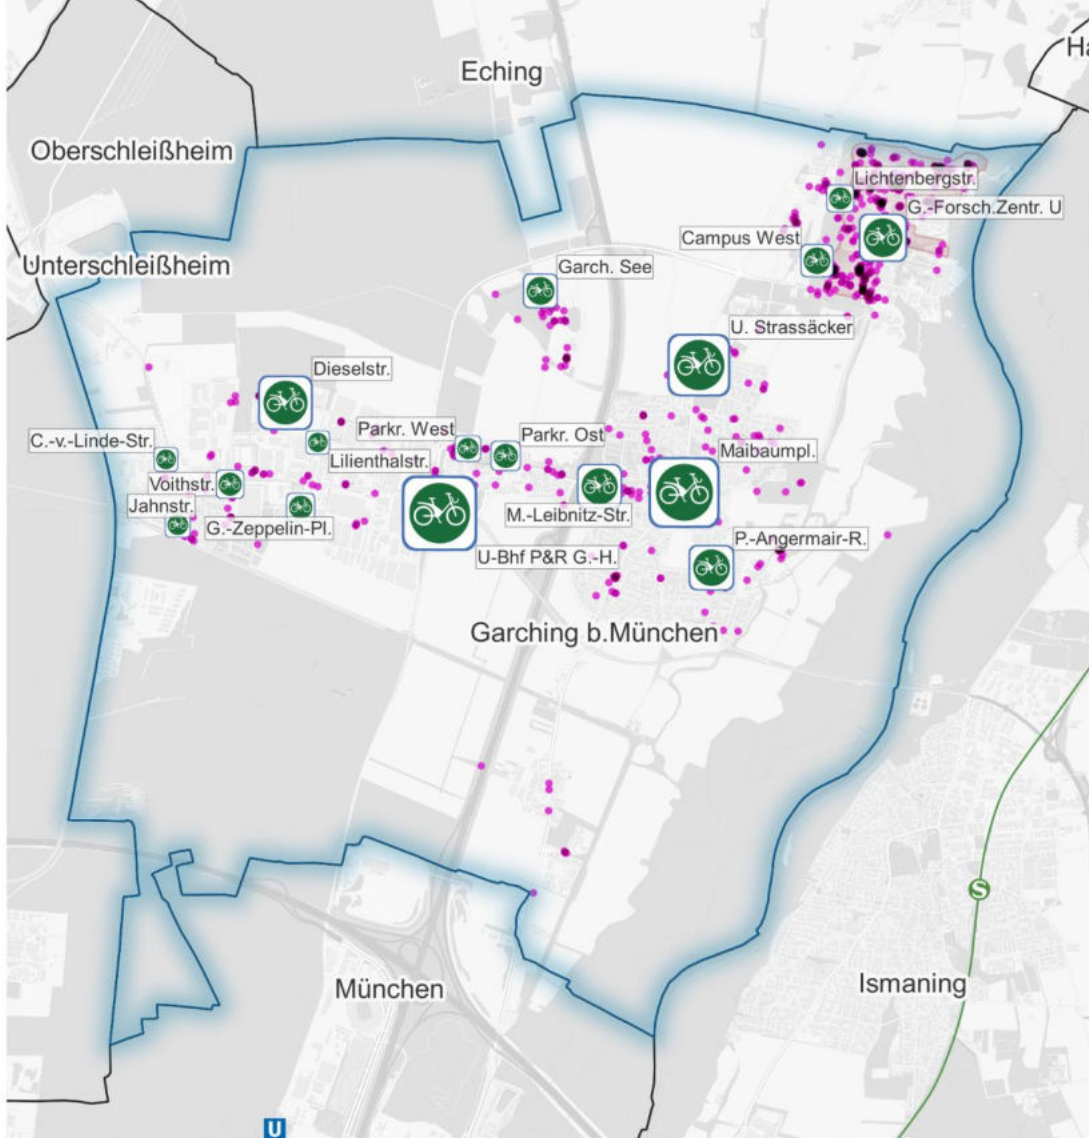 Eching
Ha
Oberschleißheim
Lichtenbergstr.
G.-Forsch.Zentr. U
Campus West
Unterschleißheim
Garch. See
U. Strassäcker
Dieselstr.
Parkr. West
Parkr. Ost
C.-v.-Linde-Str.
Lilienthalstr.
Maibaumpl.
Voithstr.
Jahnstr.
G.-Zeppelin-Pl.
M.-Leibnitz-Str.
P.-Angermair-R.
U-Bhf P&R G.-H.
Garching b.München
S
München
Ismaning
U